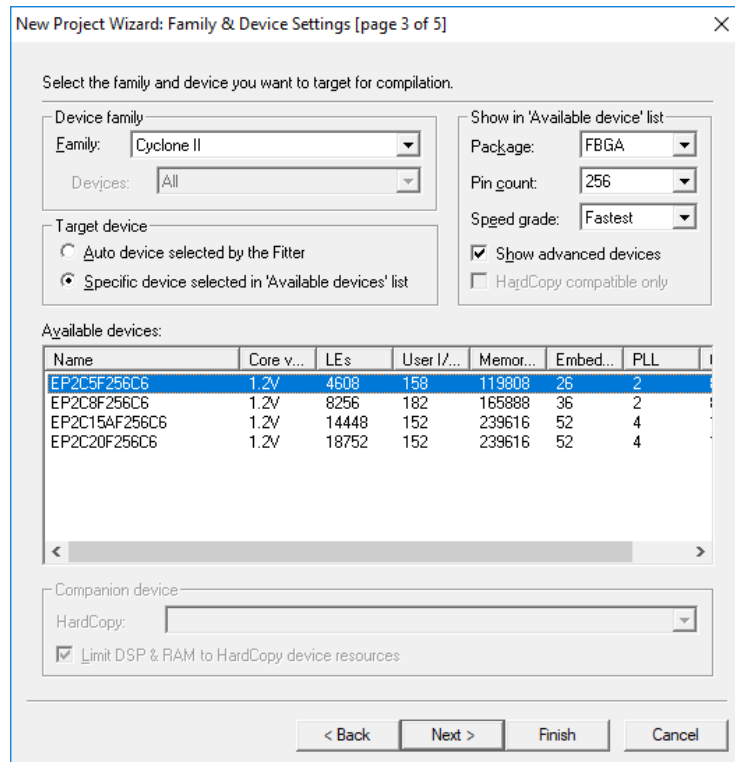 New Project Wizard: Family & Device Settings [page 3 of 5]
Select the family and device you want to target for compilation.
Device family
Family: Cyclone II
Devices: All
Show in 'Available device' list
Package: FBGA
Pin count: 256
Speed grade: Fastest
Show advanced devices
HardCopy compatible only
Target device
Auto device selected by the Fitter
Specific device selected in 'Available devices' list
Available devices:
Name Core v... LEs User I/... Memor... Embed... PLL
EP2C5F256C6 1.2V 4608 158 119808 26 2
EP2C8F256C6 1.2V 8256 182 165888 36 2
EP2C15AF256C6 1.2V 14448 152 239616 52 4
EP2C20F256C6 1.2V 18752 152 239616 52 4
Companion device
HardCopy:
Limit DSP & RAM to HardCopy device resources
< Back Next > Finish Cancel